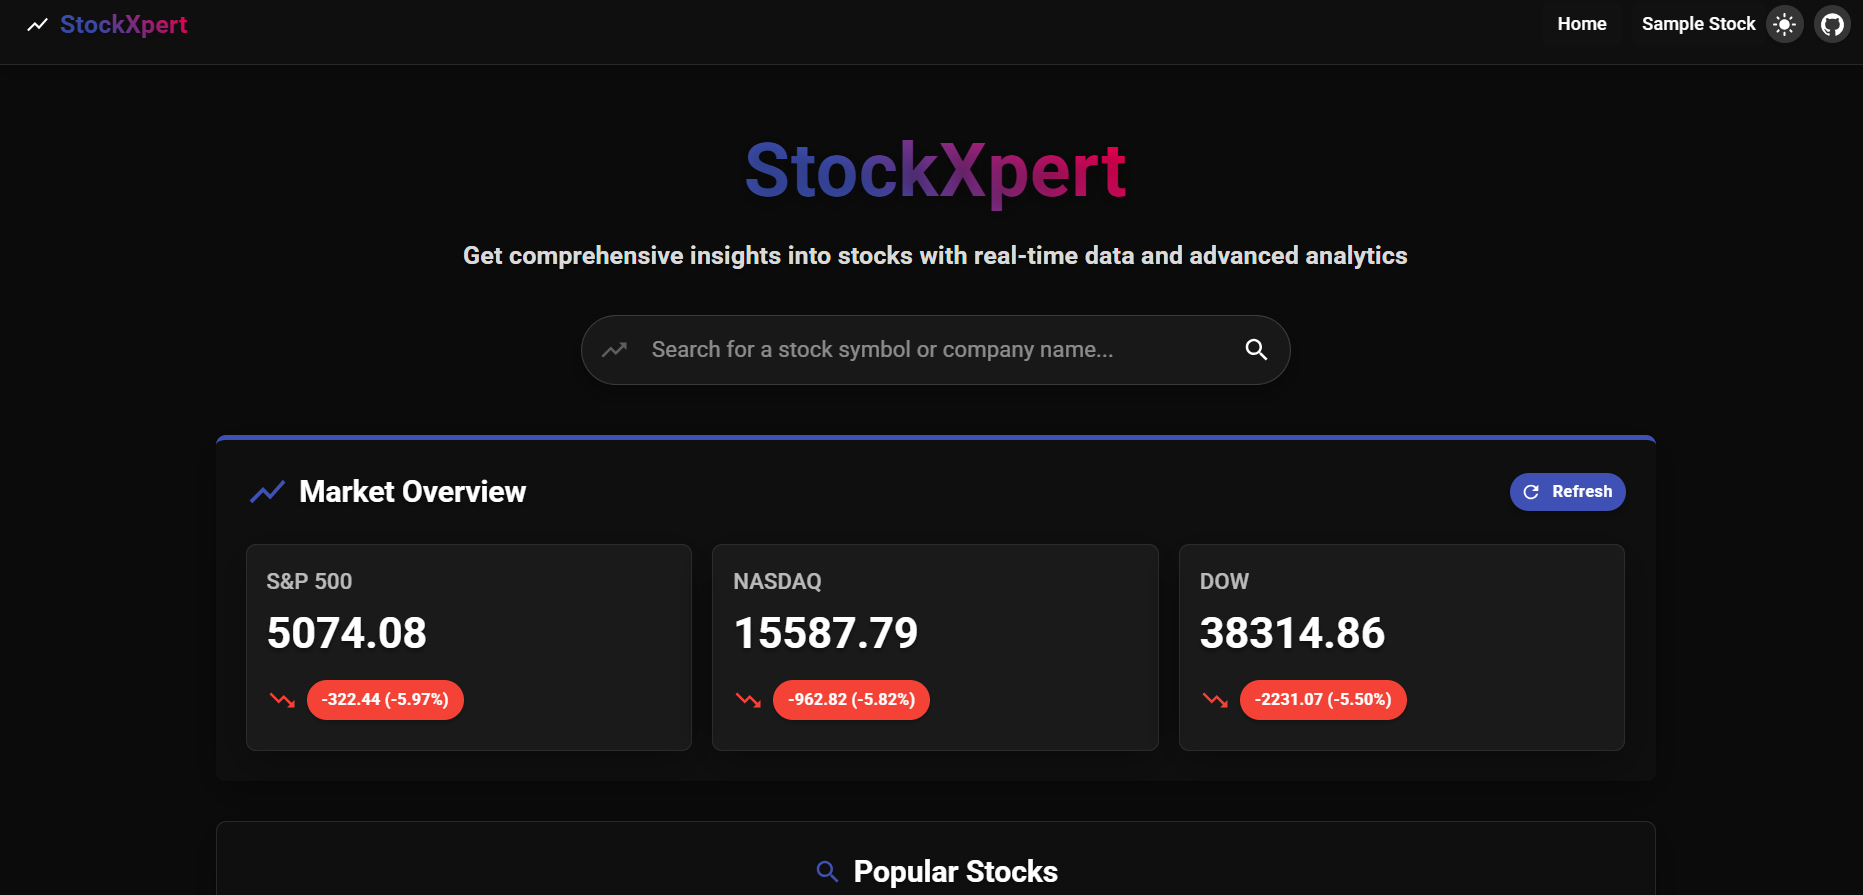 StockXpert
Home
Sample Stock
StockXpert
Get comprehensive insights into stocks with real-time data and advanced analytics
Search for a stock symbol or company name...
Market Overview
Refresh
S&P 500
5074.08
-322.44 (-5.97%)
NASDAQ
15587.79
-962.82 (-5.82%)
DOW
38314.86
-2231.07 (-5.50%)
Popular Stocks